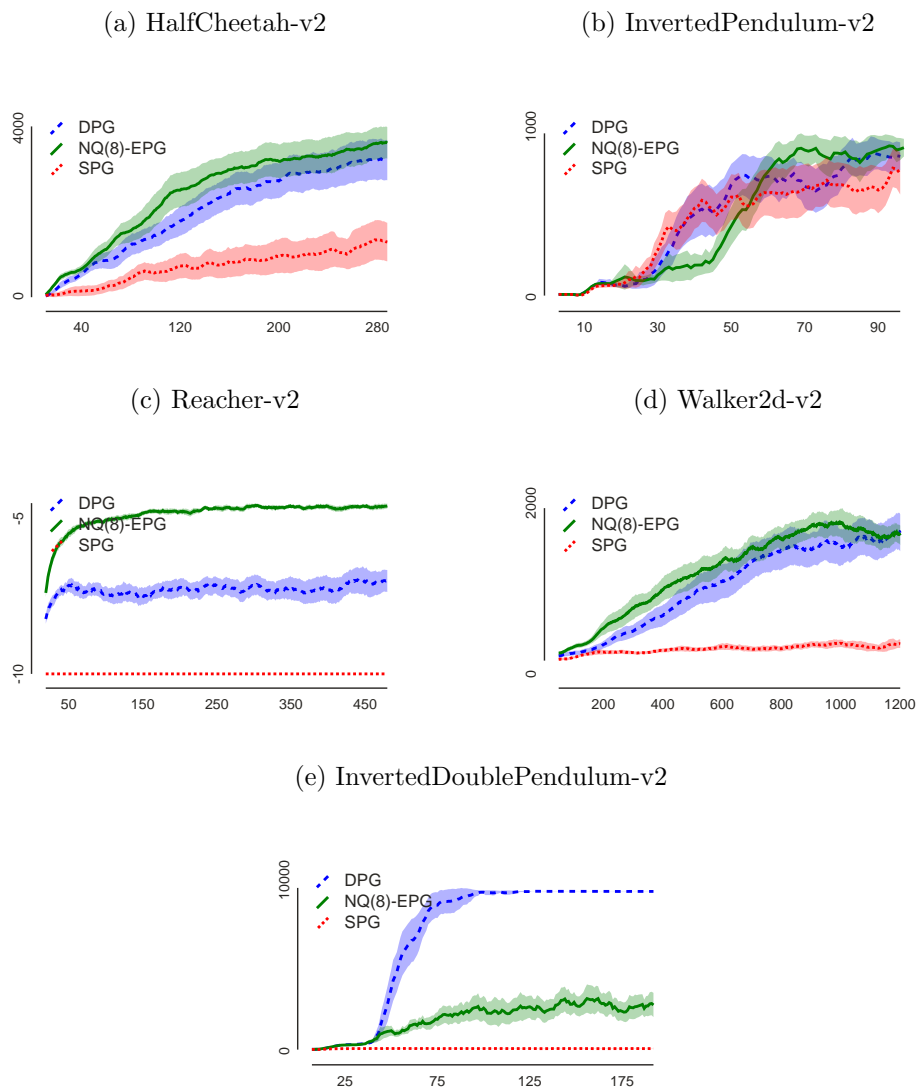 (a) HalfCheetah-v2
4000
0
DPG
NQ(8)-EPG
SPG
40 120 200 280
(b) InvertedPendulum-v2
1000
0
DPG
NQ(8)-EPG
SPG
10 30 50 70 90
(c) Reacher-v2
-5
-10
DPG
NQ(8)-EPG
SPG
50 150 250 350 450
(d) Walker2d-v2
2000
0
DPG
NQ(8)-EPG
SPG
200 400 600 800 1000 1200
(e) InvertedDoublePendulum-v2
10000
0
DPG
NQ(8)-EPG
SPG
25 75 125 175